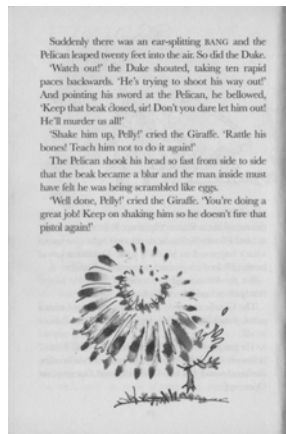 Suddenly there was an ear-splitting BANG and the
Pelican leaped twenty feet into the air. So did the Duke.
'Watch out!' the Duke shouted, taking ten rapid
paces backwards. 'He's trying to shoot his way out!'
And pointing his sword at the Pelican, he bellowed,
'Keep that beak closed, sir! Don't you dare let him out!
He'll murder us all!'
'Shake him up, Pelly!' cried the Giraffe. 'Rattle his
bones! Teach him not to do it again!'
The Pelican shook his head so fast from side to side
that the beak became a blur and the man inside must
have felt he was being scrambled like eggs.
'Well done, Pelly!' cried the Giraffe. 'You're doing a
great job! Keep on shaking him so he doesn't fire that
pistol again!'